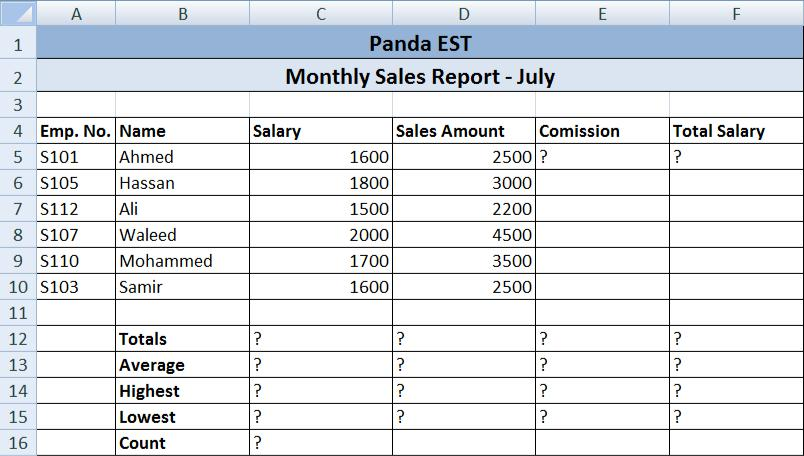 A B C D E F
1 Panda EST
2 Monthly Sales Report - July
3
4 Emp. No. Name Salary Sales Amount Comission Total Salary
5 S101 Ahmed 1600 2500 ? ?
6 S105 Hassan 1800 3000
7 S112 Ali 1500 2200
8 S107 Waleed 2000 4500
9 S110 Mohammed 1700 3500
10 S103 Samir 1600 2500
11
12 Totals ? ? ? ?
13 Average ? ? ? ?
14 Highest ? ? ? ?
15 Lowest ? ? ? ?
16 Count ?